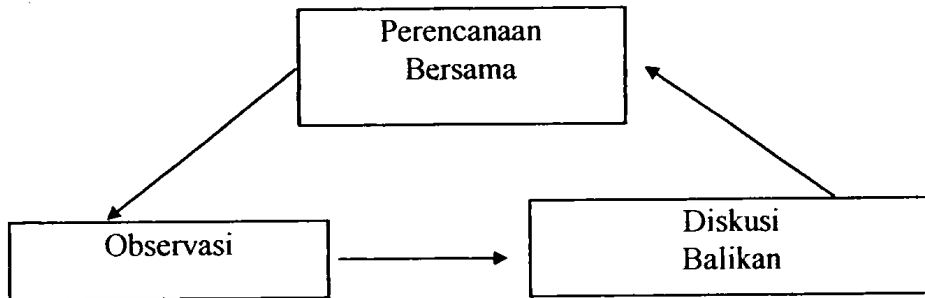 Perencanaan
Bersama
Observasi
Diskusi
Balikan